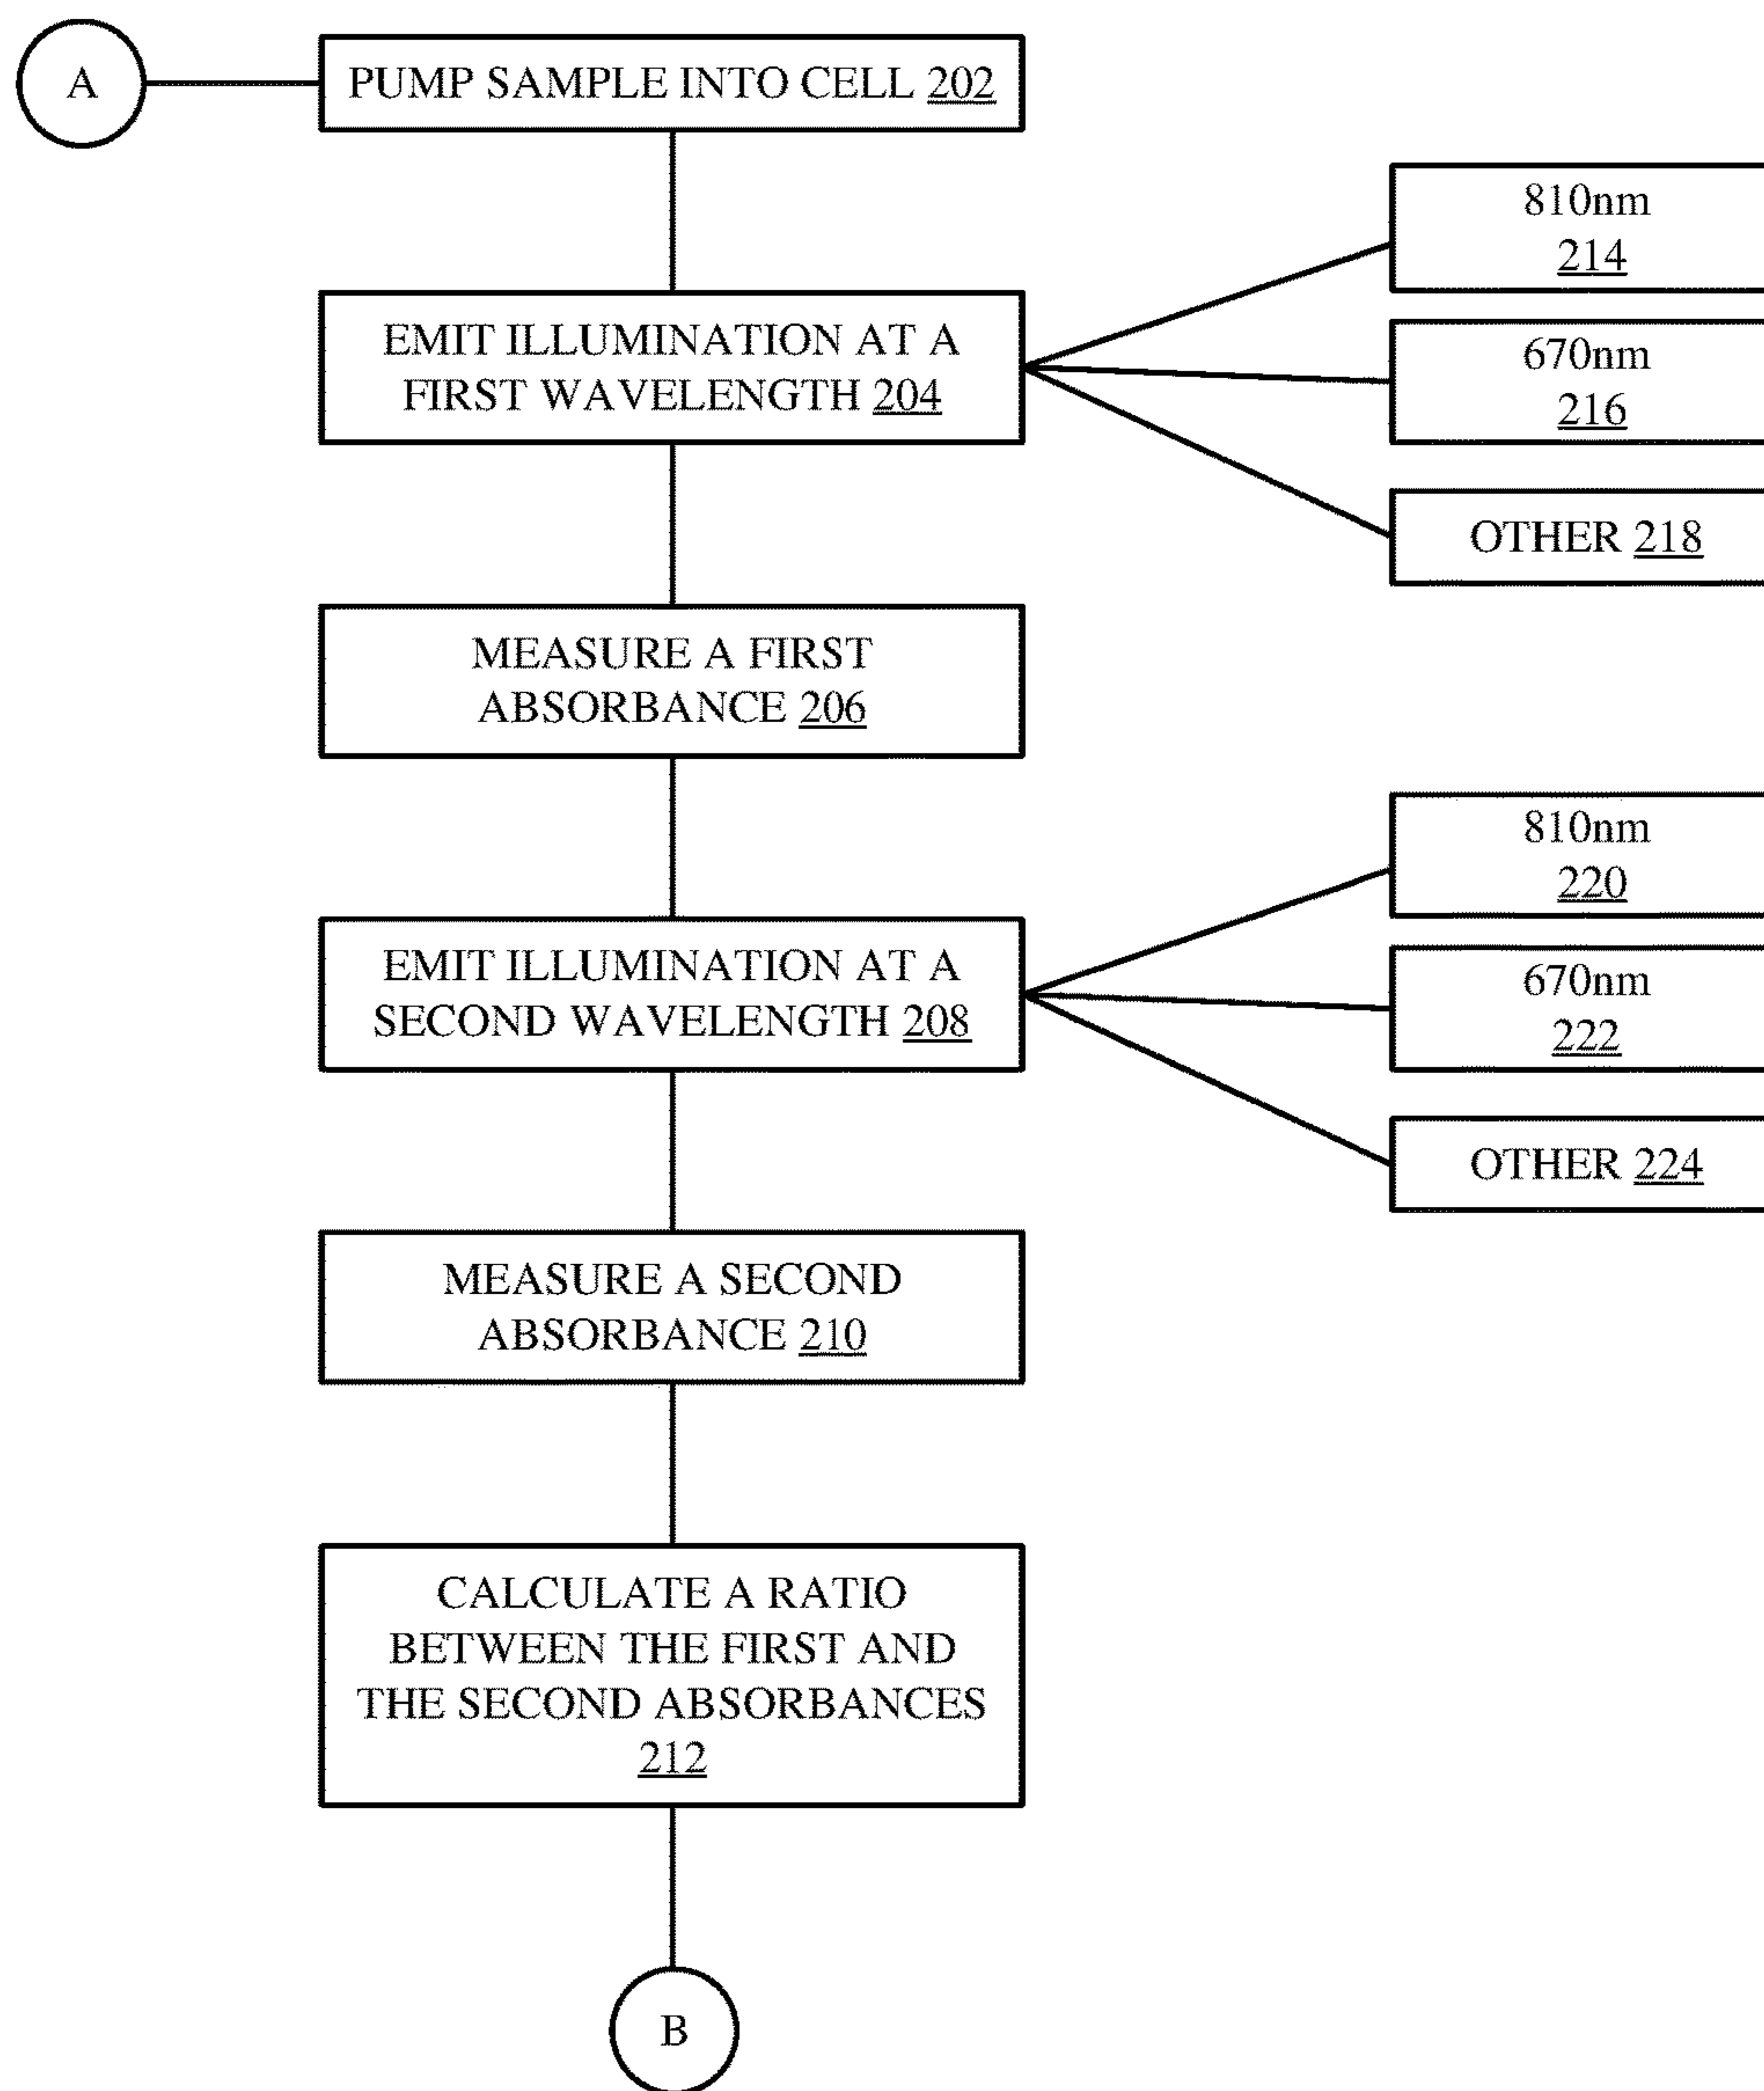 A
PUMP SAMPLE INTO CELL 202
EMIT ILLUMINATION AT A
FIRST WAVELENGTH 204
810nm
214
670nm
216
OTHER 218
MEASURE A FIRST
ABSORBANCE 206
EMIT ILLUMINATION AT A
SECOND WAVELENGTH 208
810nm
220
670nm
222
OTHER 224
MEASURE A SECOND
ABSORBANCE 210
CALCULATE A RATIO
BETWEEN THE FIRST AND
THE SECOND ABSORBANCES
212
B